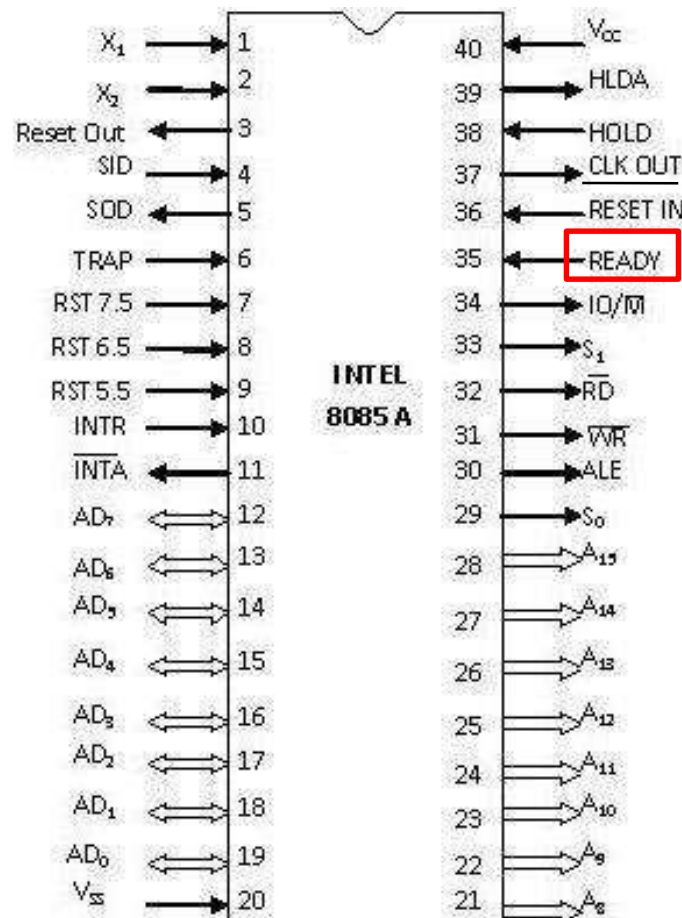 X₁ 1 40 Vcc
X₂ 2 39 HLDA
Reset Out 3 38 HOLD
SID 4 37 CLK OUT
SOD 5 36 RESET IN
TRAP 6 35 READY
RST 7.5 7 34 IO/M̅
RST 6.5 8 33 S₁
RST 5.5 9 32 R̅D̅
INTEL
8085 A
INTR 10 31 W̅R̅
I̅N̅T̅A̅ 11 30 ALE
AD₇ 12 29 S₀
AD₆ 13 28 A₁₅
AD₅ 14 27 A₁₄
AD₄ 15 26 A₁₃
AD₃ 16 25 A₁₂
AD₂ 17 24 A₁₁
AD₁ 18 23 A₁₀
AD₀ 19 22 A₉
Vss 20 21 A₈